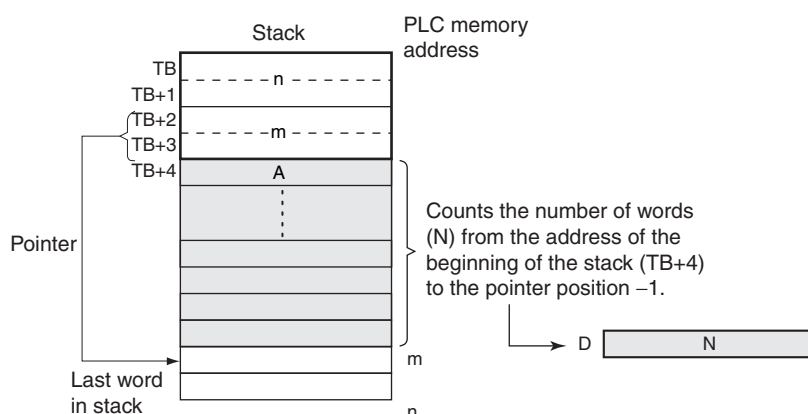 Stack
PLC memory
address
TB
n
TB+1
TB+2
m
TB+3
TB+4
A
Pointer
Counts the number of words
(N) from the address of the
beginning of the stack (TB+4)
to the pointer position −1.
D
N
m
Last word
in stack
n